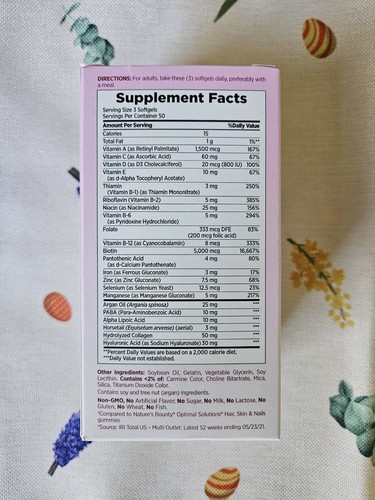 DIRECTIONS: For adults, take three (3) softgels daily, preferably with
a meal.
Supplement Facts
Serving Size 3 Softgels
Servings Per Container 50
Amount Per Serving %Daily Value
Calories 15
Total Fat 1 g 1%**
Vitamin A (as Retinyl Palmitate) 1,500 mcg 167%
Vitamin C (as Ascorbic Acid) 60 mg 67%
Vitamin D (as D3 Cholecalciferol) 20 mcg (800 IU) 100%
Vitamin E 10 mg 67%
(as d-Alpha Tocopheryl Acetate)
Thiamin 3 mg 250%
(Vitamin B-1) (as Thiamin Mononitrate)
Riboflavin (Vitamin B-2) 5 mg 385%
Niacin (as Niacinamide) 25 mg 156%
Vitamin B-6 5 mg 294%
(as Pyridoxine Hydrochloride)
Folate 333 mcg DFE 83%
(200 mcg folic acid)
Vitamin B-12 (as Cyanocobalamin) 8 mcg 333%
Biotin 5,000 mcg 16,667%
Pantothenic Acid 4 mg 80%
(as d-Calcium Pantothenate)
Iron (as Ferrous Gluconate) 3 mg 17%
Zinc (as Zinc Gluconate) 7.5 mg 68%
Selenium (as Selenium Yeast) 12.5 mcg 23%
Manganese (as Manganese Gluconate) 5 mg 217%
Argan Oil (Argania spinosa) 25 mg ***
PABA (Para-Aminobenzoic Acid) 10 mg ***
Alpha Lipoic Acid 10 mg ***
Horsetail (Equisetum arvense) (aerial) 3 mg ***
Hydrolyzed Collagen 50 mg ***
Hyaluronic Acid (as Sodium Hyaluronate) 30 mg ***
**Percent Daily Values are based on a 2,000 calorie diet.
***Daily Value not established.
Other Ingredients: Soybean Oil, Gelatin, Vegetable Glycerin, Soy
Lecithin. Contains <2% of: Carmine Color, Choline Bitartrate, Mica,
Silica, Titanium Dioxide Color.
Contains soy and tree nut (argan) ingredients.
Non-GMO, No Artificial Flavor, No Sugar, No Milk, No Lactose, No
Gluten, No Wheat, No Fish.
*Compared to Nature's Bounty® Optimal Solutions® Hair, Skin & Nails
gummies
*Source: IRI Total US - Multi Outlet: Latest 52 weeks ending 05/23/21.